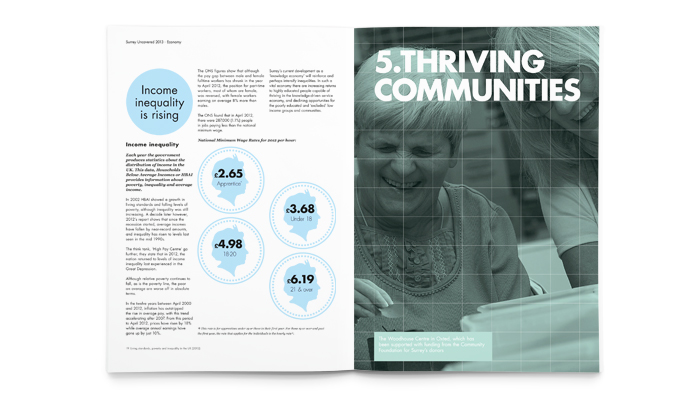 Surrey Uncovered 2013 - Economy
Income
inequality
is rising
Income inequality
Each year the government
produces statistics about the
distribution of income in the
UK. This data, Households
Below Average Incomes or HBAI
provides information about
poverty, inequality and average
income.
In 2002 HBAI showed a growth in
living standards and falling levels of
poverty, although inequality was still
increasing. A decade later however,
2012's report shows that since the
recession started, average incomes
have fallen by near-record amounts
and inequality has risen to levels last
seen in the mid 1990s.
The think tank, 'High Pay Center' go
further; they state that in 2012, the
nation returned to levels of income
inequality last experienced in the
Great Depression.
Although relative poverty continues to
fall, as in the poverty line, the poor
on average are worse off in absolute
terms.
In the twelve years between April 2000
and 2012, inflation has outstripped
the rise in average pay, with the trend
accelerating after 2007. From this period
to April 2012, prices have risen by 18%
while average annual earnings have
gone up by just 10%.
The ONS figures show that although
the pay gap between male and female
full-time workers has shrunk in the year
to April 2012, the position for part-time
workers, most of whom are female,
was reversed, with female workers
earning on average 8% more than
males.
The ONS found that in April 2012,
there were 287000 (1.1%) people
in jobs paying less than the national
minimum wage.
Surrey's current development as a
'knowledge economy' will reinforce and
perhaps intensify inequalities. In such a
vital economy there are increasing returns
to highly educated people capable of
thriving in the knowledge-driven service
economy, and declining opportunities for
the poorly educated and 'excluded' low
income groups and communities.
National Minimum Wage Rates for 2012 per hour:
£2.65
Apprentice*
£3.68
Under 18
£4.98
18-20
£6.19
21 & over
5.THRIVING
COMMUNITIES
The Woodhouse Centre in Oxted, which has
been supported with funding from the Community
Foundation for Surrey's donors